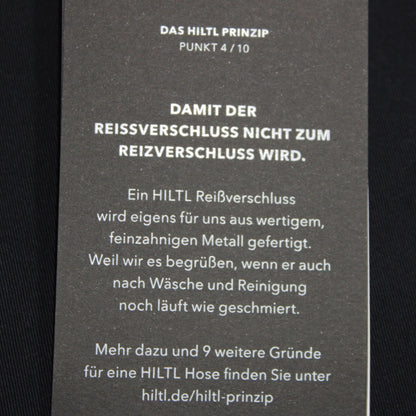 DAS HILTL PRINZIP
PUNKT 4 / 10
DAMIT DER
REISSVERSCHLUSS NICHT ZUM
REIZVERSCHLUSS WIRD.
Ein HILTL Reißverschluss
wird eigens für uns aus wertigem,
feinzahnigen Metall gefertigt.
Weil wir es begrüßen, wenn er auch
nach Wäsche und Reinigung
noch läuft wie geschmiert.
Mehr dazu und 9 weitere Gründe
für eine HILTL Hose finden Sie unter
hiltl.de/hiltl-prinzip